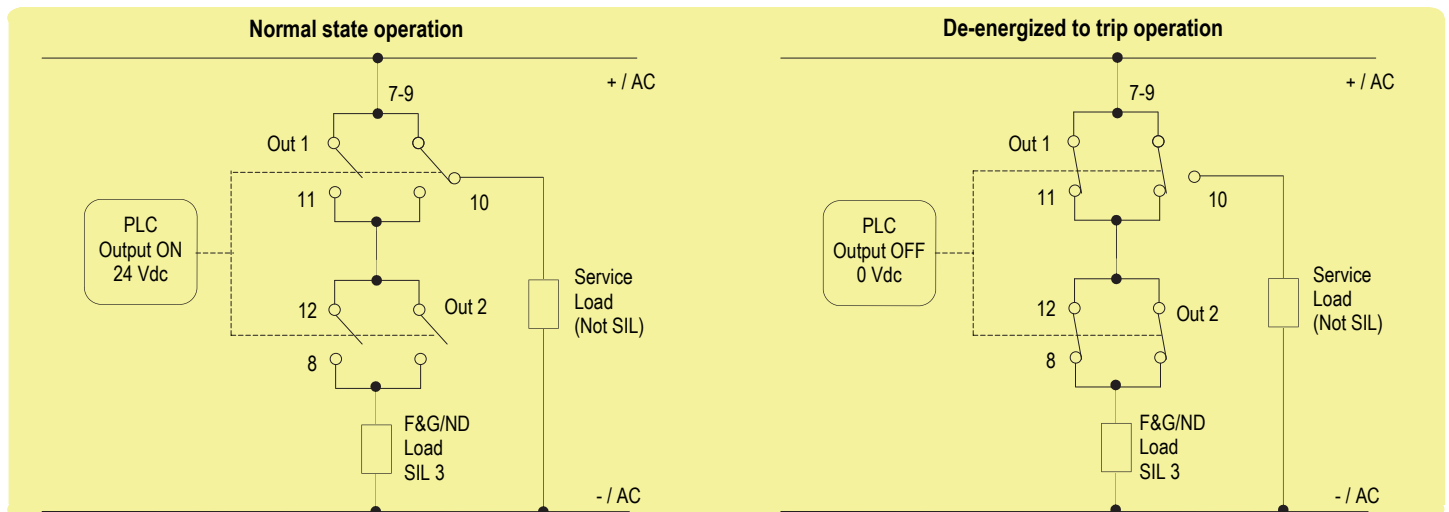 Normal state operation
+ / AC
7-9
Out 1
11
10
PLC
Output ON
24 Vdc
12
Out 2
8
Service
Load
(Not SIL)
F&G/ND
Load
SIL 3
- / AC
De-energized to trip operation
+ / AC
7-9
Out 1
11
10
PLC
Output OFF
0 Vdc
12
Out 2
8
Service
Load
(Not SIL)
F&G/ND
Load
SIL 3
- / AC